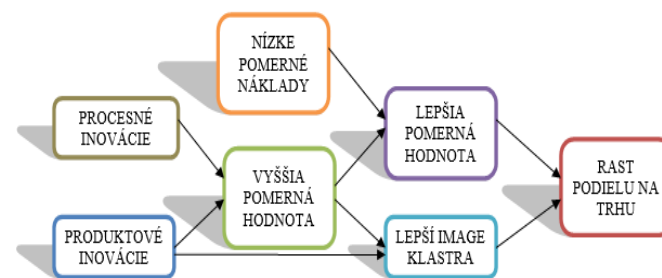 NÍZKE
POMERNÉ
NÁKLADY
PROCESNÉ
INOVÁCIE
LEPŠIA
POMERNÁ
HODNOTA
VYŠŠIA
POMERNÁ
HODNOTA
RAST
PODIELU NA
TRHU
PRODUKTOVÉ
INOVÁCIE
LEPŠÍ IMAGE
KLASTRA